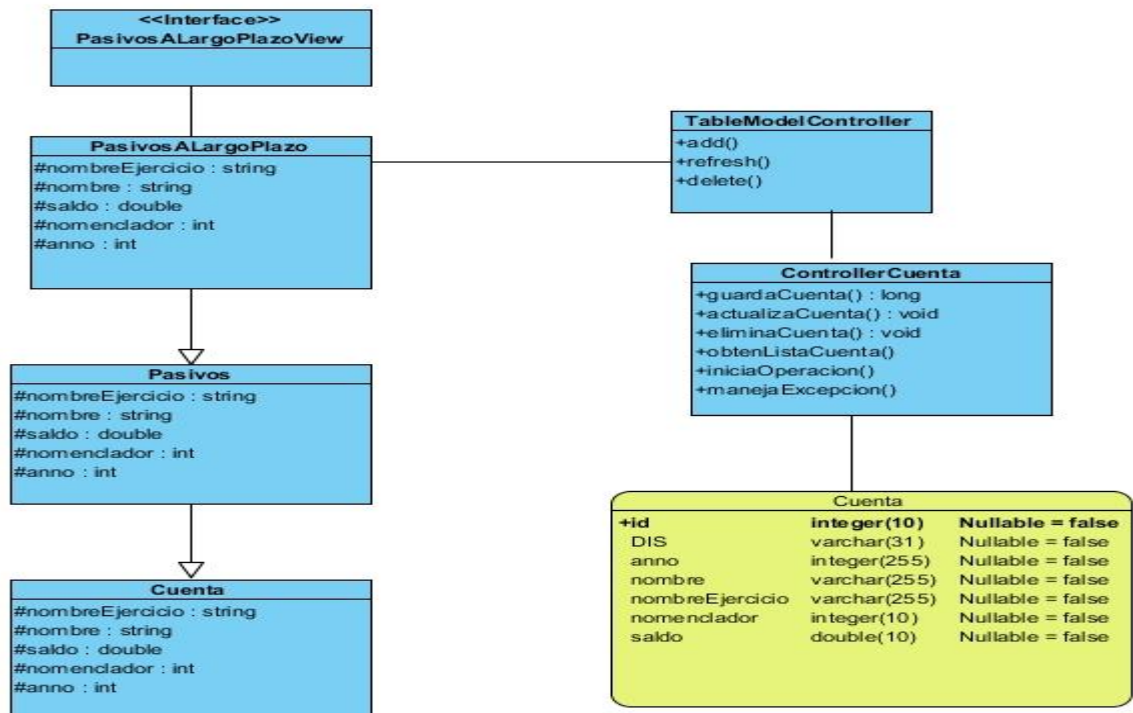 <<Interface>>
PasivosALargoPlazoView
PasivosALargoPlazo
#nombreEjercicio : string
#nombre : string
#saldo : double
#nomenclador : int
#anno : int
TableModelController
+add()
+refresh()
+delete()
ControllerCuenta
+guardaCuenta() : long
+actualizaCuenta() : void
+eliminaCuenta() : void
+obtenListaCuenta()
+iniciaOperacion()
+manejaExcepcion()
Pasivos
#nombreEjercicio : string
#nombre : string
#saldo : double
#nomenclador : int
#anno : int
Cuenta
+id integer(10) Nullable = false
DIS varchar(31) Nullable = false
anno integer(255) Nullable = false
nombre varchar(255) Nullable = false
nombreEjercicio varchar(255) Nullable = false
nomenclador integer(10) Nullable = false
saldo double(10) Nullable = false
Cuenta
#nombreEjercicio : string
#nombre : string
#saldo : double
#nomenclador : int
#anno : int